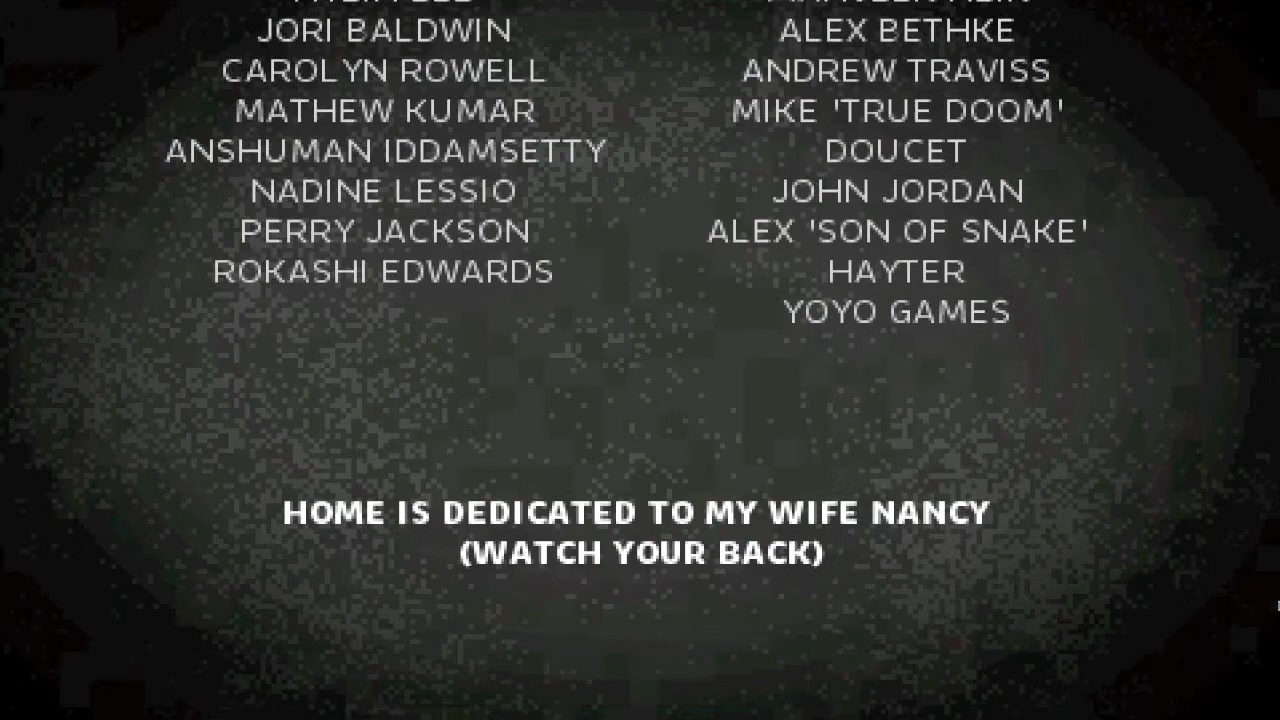 JORI BALDWIN
CAROLYN ROWELL
MATHEW KUMAR
ANSHUMAN IDDAMSETTY
NADINE LESSIO
PERRY JACKSON
ROKASHI EDWARDS
ALEX BETHKE
ANDREW TRAVISS
MIKE 'TRUE DOOM'
DOUCET
JOHN JORDAN
ALEX 'SON OF SNAKE'
HAYTER
YOYO GAMES
HOME IS DEDICATED TO MY WIFE NANCY
(WATCH YOUR BACK)